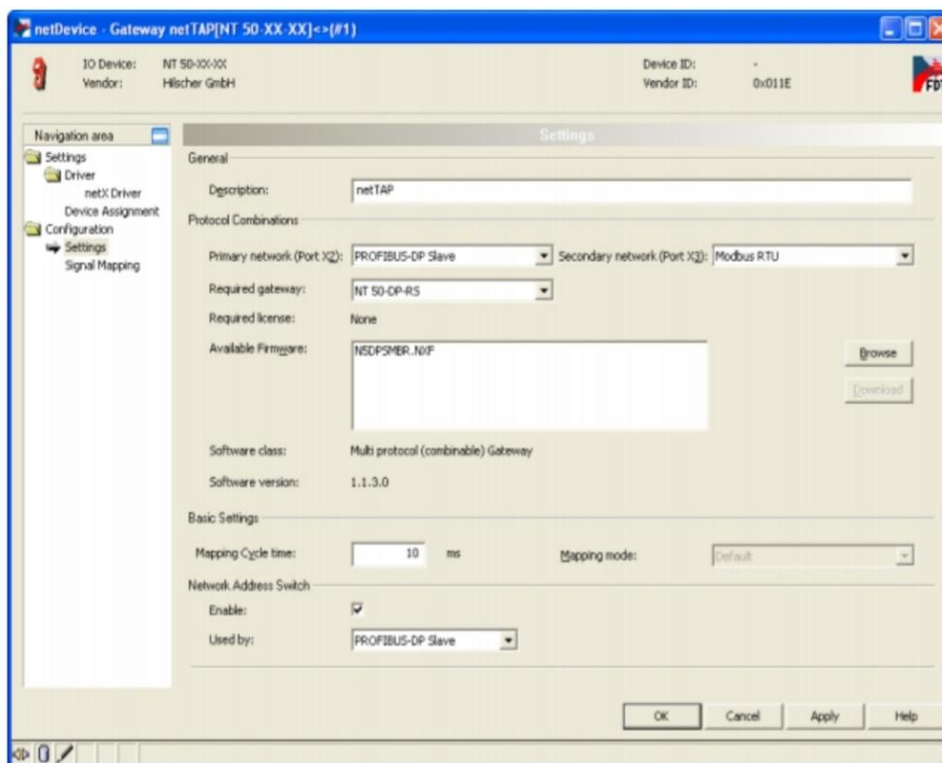 netDevice - Gateway netTAP[NT 50-XX-XX]<>(#1)
IO Device: NT 50-XX-XX Device ID: -
Vendor: Hilscher GmbH Vendor ID: 0x011E
FDT
Navigation area
Settings
Settings
Driver
netX Driver
Device Assignment
Configuration
Settings
Signal Mapping
General
Description: netTAP
Protocol Combinations
Primary network (Port X2): PROFIBUS-DP Slave Secondary network (Port X3): Modbus RTU
Required gateway: NT 50-DP-RS
Required license: None
Available Firmware: N5DPSMBR.NXF
Browse
Download
Software class: Multi protocol (combinable) Gateway
Software version: 1.1.3.0
Basic Settings
Mapping Cycle time: 10 ms Mapping mode: Default
Network Address Switch
Enable:
Used by: PROFIBUS-DP Slave
OK Cancel Apply Help